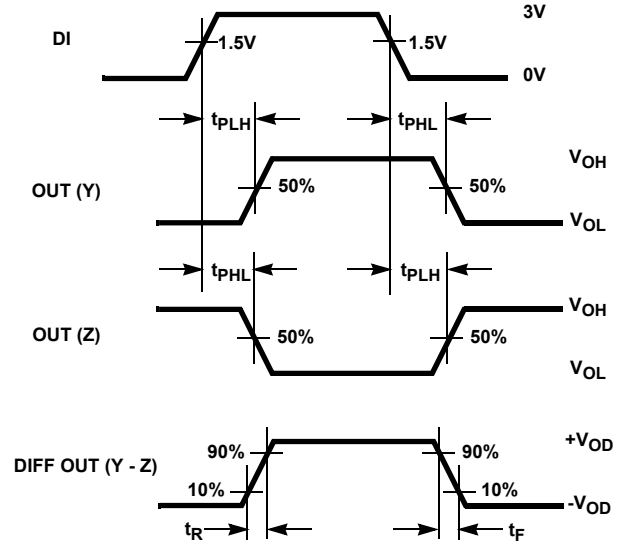 3V
DI
1.5V
1.5V
0V
tPLH
tPHL
VOH
OUT (Y)
50%
50%
VOL
tPHL
tPLH
VOH
OUT (Z)
50%
50%
VOL
+VOD
DIFF OUT (Y - Z)
90%
90%
10%
10%
-VOD
tR
tF